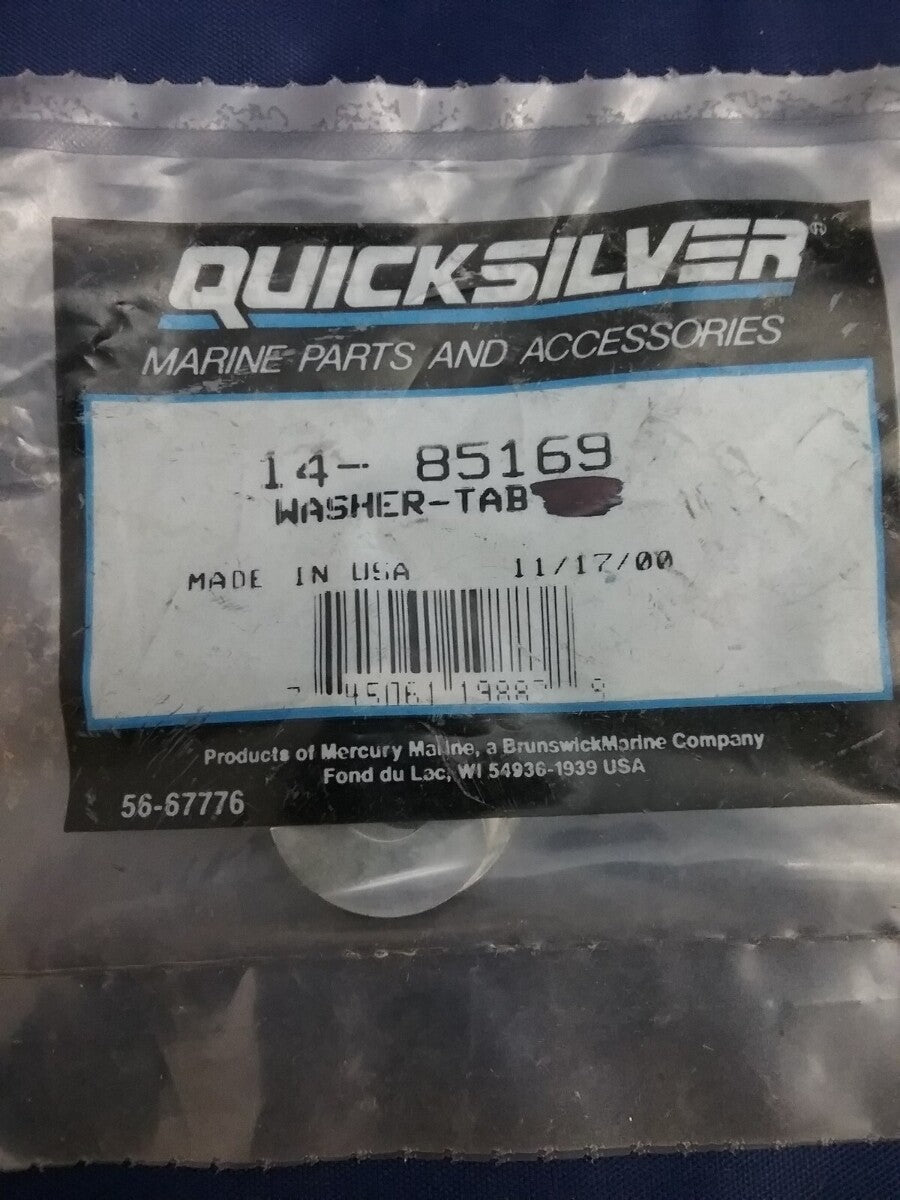 QUICKSILVER®
MARINE PARTS AND ACCESSORIES
14- 85169
WASHER-TAB
MADE IN USA 11/17/00
45061
Products of Mercury Marine, a BrunswickMarine Company
Fond du Lac, WI 54936-1939 USA
56-67776